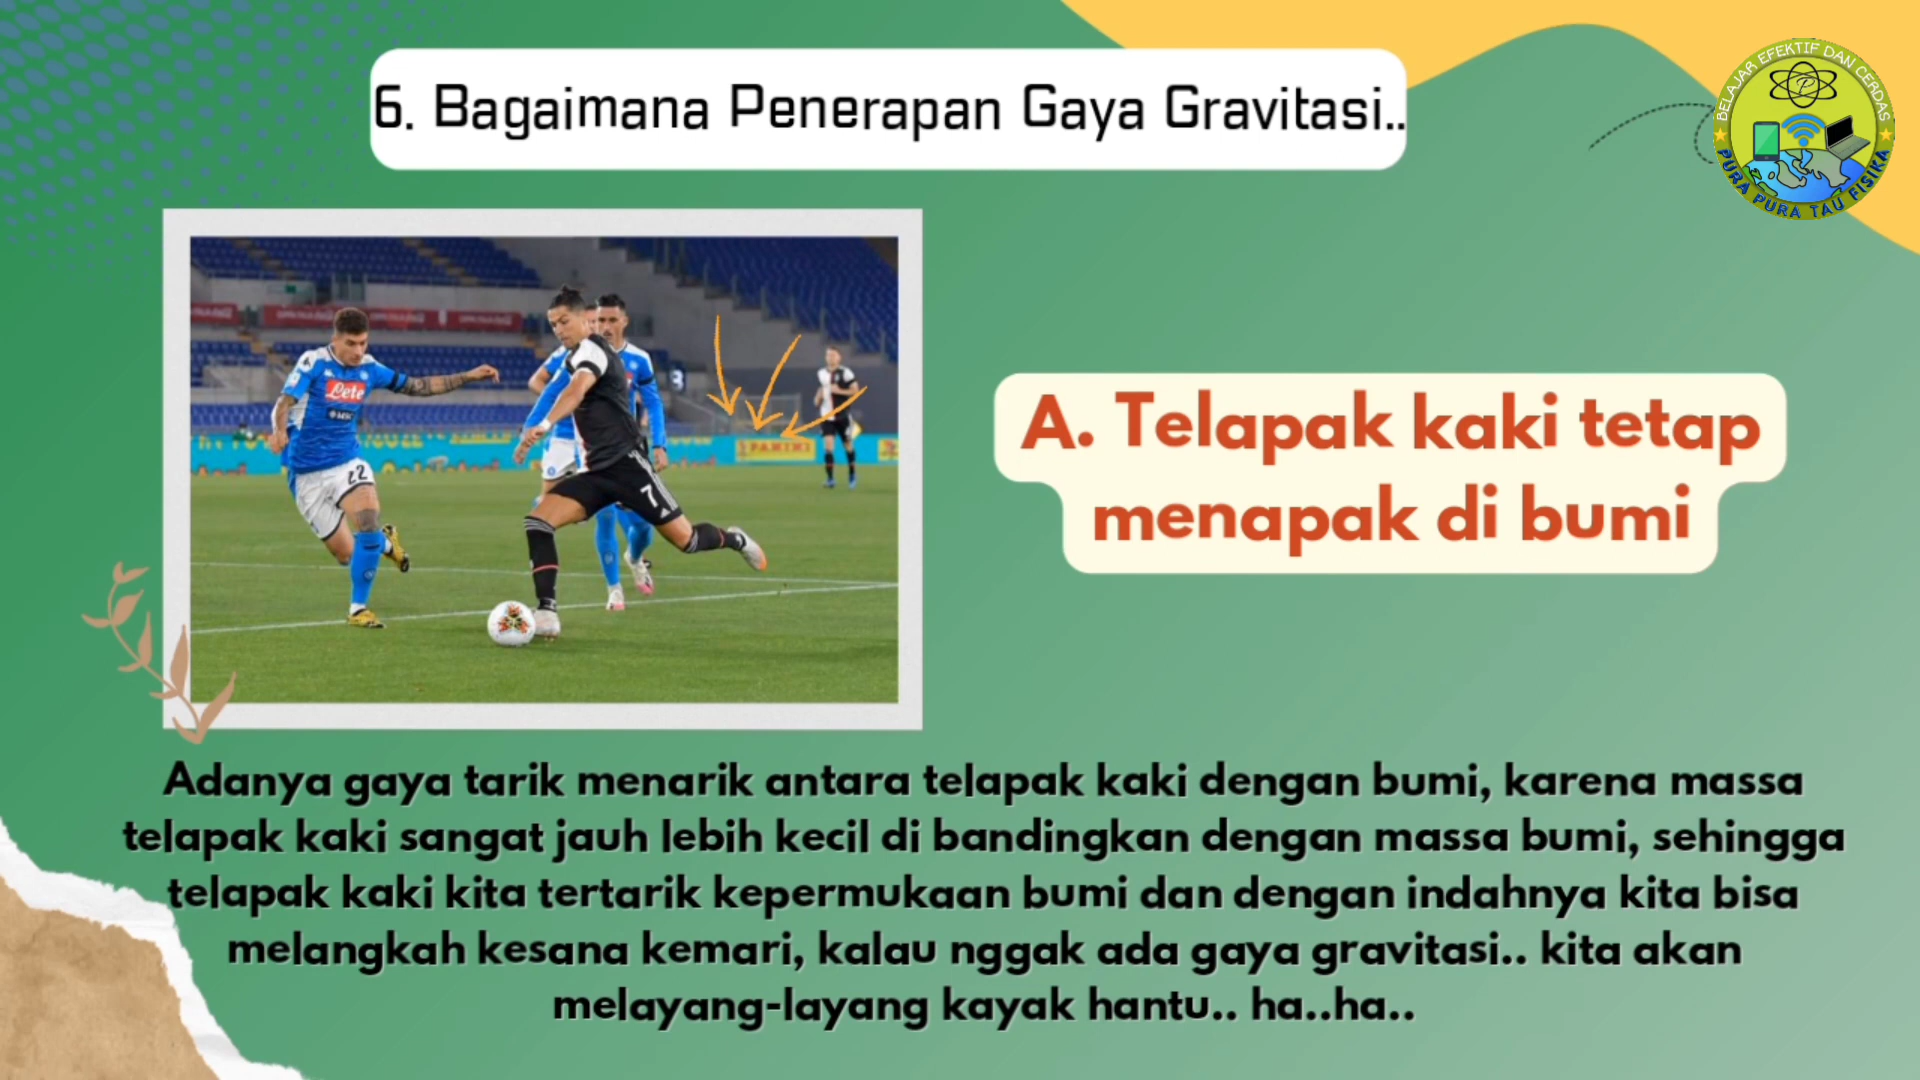 6. Bagaimana Penerapan Gaya Gravitasi..
BELAJAR EFEKTIF DAN CERDAS
PURA PURA TAU FISIKA
Lete
MSC
22
7
PANINI
A. Telapak kaki tetap
menapak di bumi
Adanya gaya tarik menarik antara telapak kaki dengan bumi, karena massa
telapak kaki sangat jauh lebih kecil di bandingkan dengan massa bumi, sehingga
telapak kaki kita tertarik kepermukaan bumi dan dengan indahnya kita bisa
melangkah kesana kemari, kalau nggak ada gaya gravitasi.. kita akan
melayang-layang kayak hantu.. ha..ha..